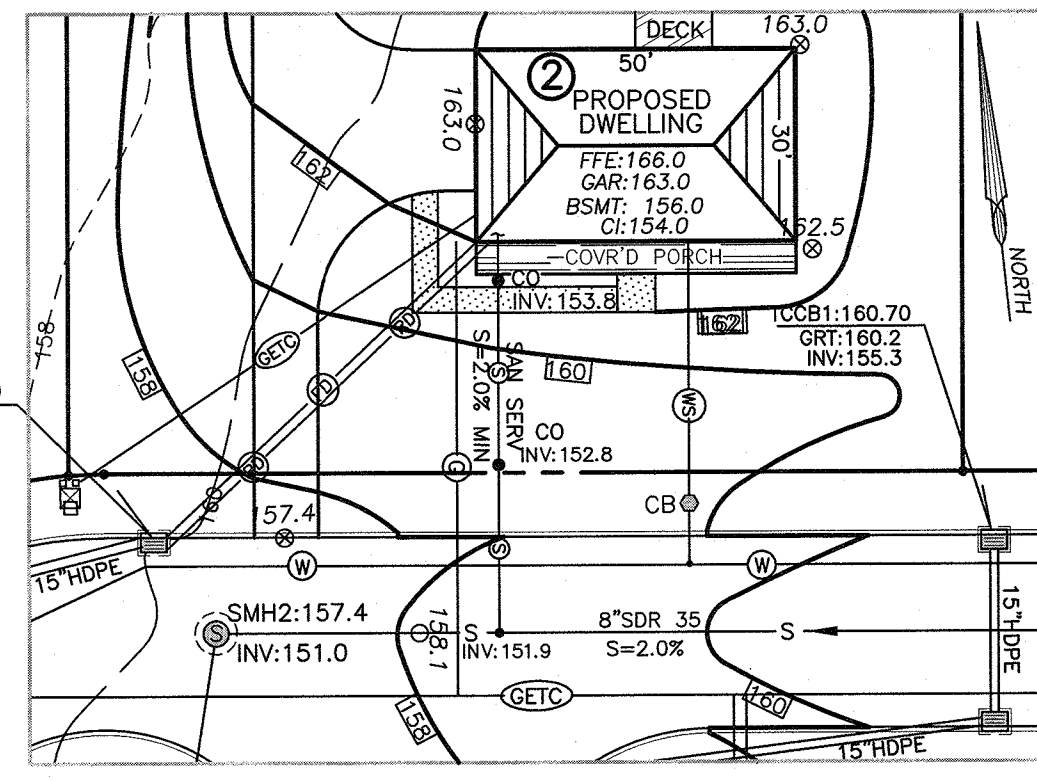 DECK
163.0
50'
2
PROPOSED
DWELLING
30'
163.0
FFE:166.0
GAR:163.0
BSMT: 156.0
CI:154.0
162
162.5
COVR'D PORCH
NORTH
CO
INV:153.8
162
CCB1:160.70
GRT:160.2
INV:155.3
RD
158
GETC
158
S=2.0% MIN
SAN SERV
S
160
RD
WS
CO
INV:152.8
G
RD
160
157.4
CB
S
15"HDPE
W
W
SMH2:157.4
S
INV:151.0
158.1
S
INV:151.9
8"SDR 35
S=2.0%
S
15"HDPE
GETC
158
160
15"HDPE